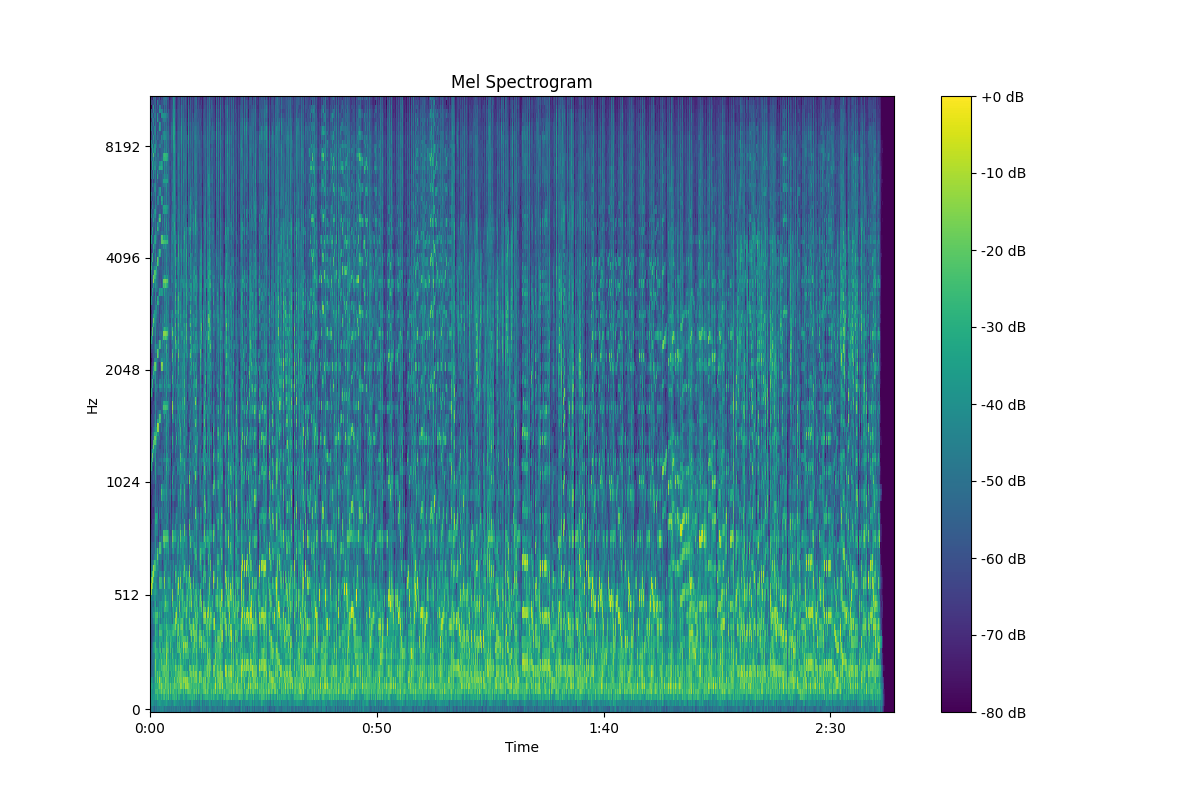 Mel Spectrogram
8192
4096
2048
1024
512
0
Hz
0:00 0:50 1:40 2:30
Time
+0 dB
-10 dB
-20 dB
-30 dB
-40 dB
-50 dB
-60 dB
-70 dB
-80 dB